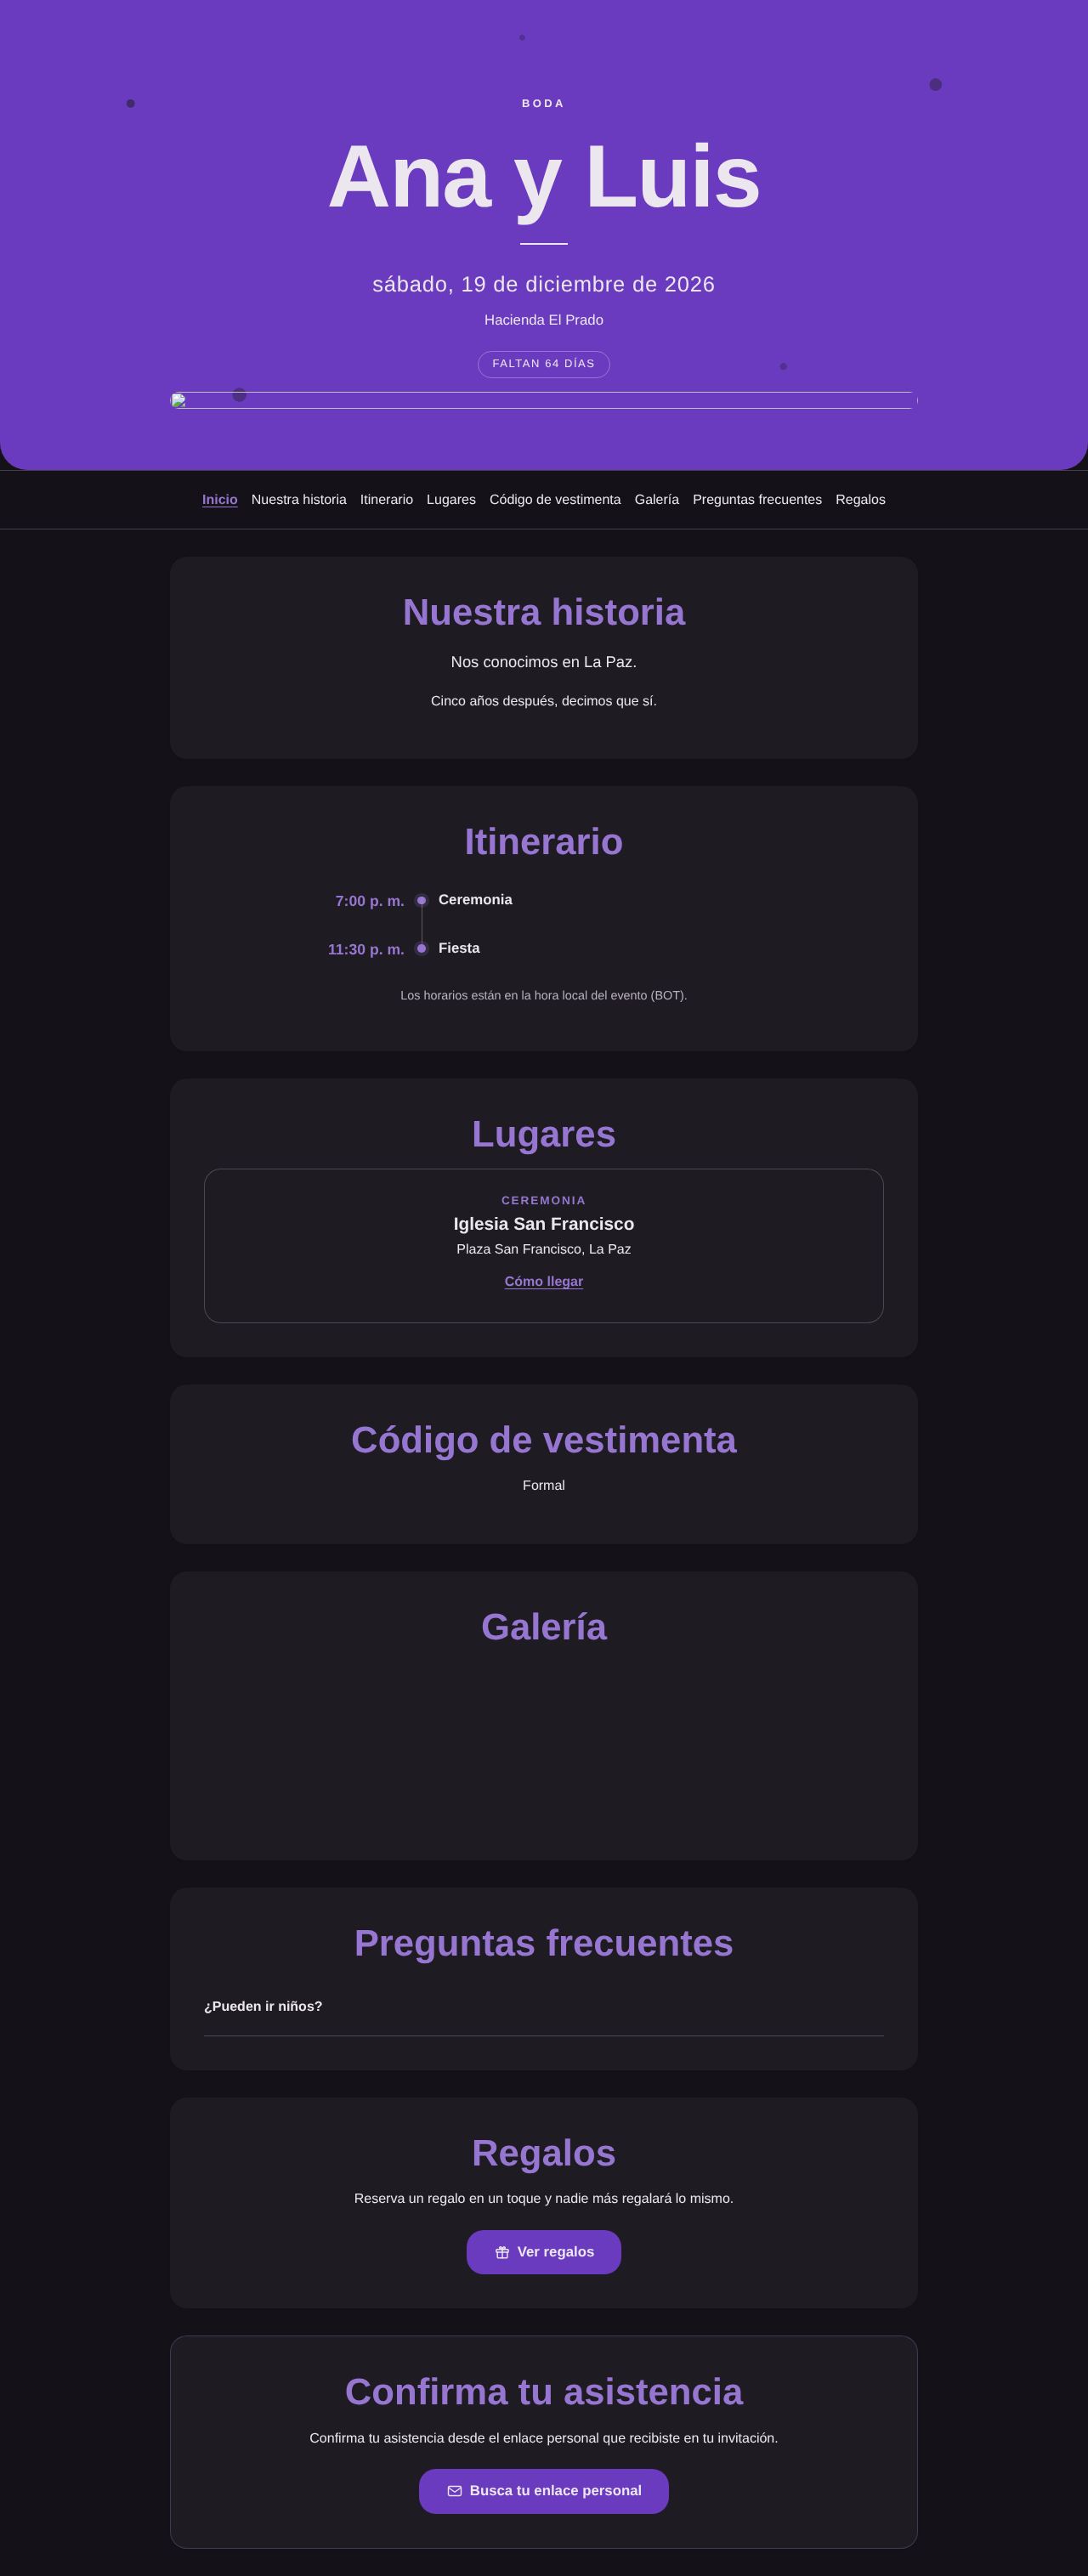 BODA
Ana y Luis
sábado, 19 de diciembre de 2026
Hacienda El Prado
FALTAN 64 DÍAS
Inicio Nuestra historia Itinerario Lugares Código de vestimenta Galería Preguntas frecuentes Regalos
Nuestra historia
Nos conocimos en La Paz.
Cinco años después, decimos que sí.
Itinerario
7:00 p. m. Ceremonia
11:30 p. m. Fiesta
Los horarios están en la hora local del evento (BOT).
Lugares
CEREMONIA
Iglesia San Francisco
Plaza San Francisco, La Paz
Cómo llegar
Código de vestimenta
Formal
Galería
Preguntas frecuentes
¿Pueden ir niños?
Regalos
Reserva un regalo en un toque y nadie más regalará lo mismo.
Ver regalos
Confirma tu asistencia
Confirma tu asistencia desde el enlace personal que recibiste en tu invitación.
Busca tu enlace personal